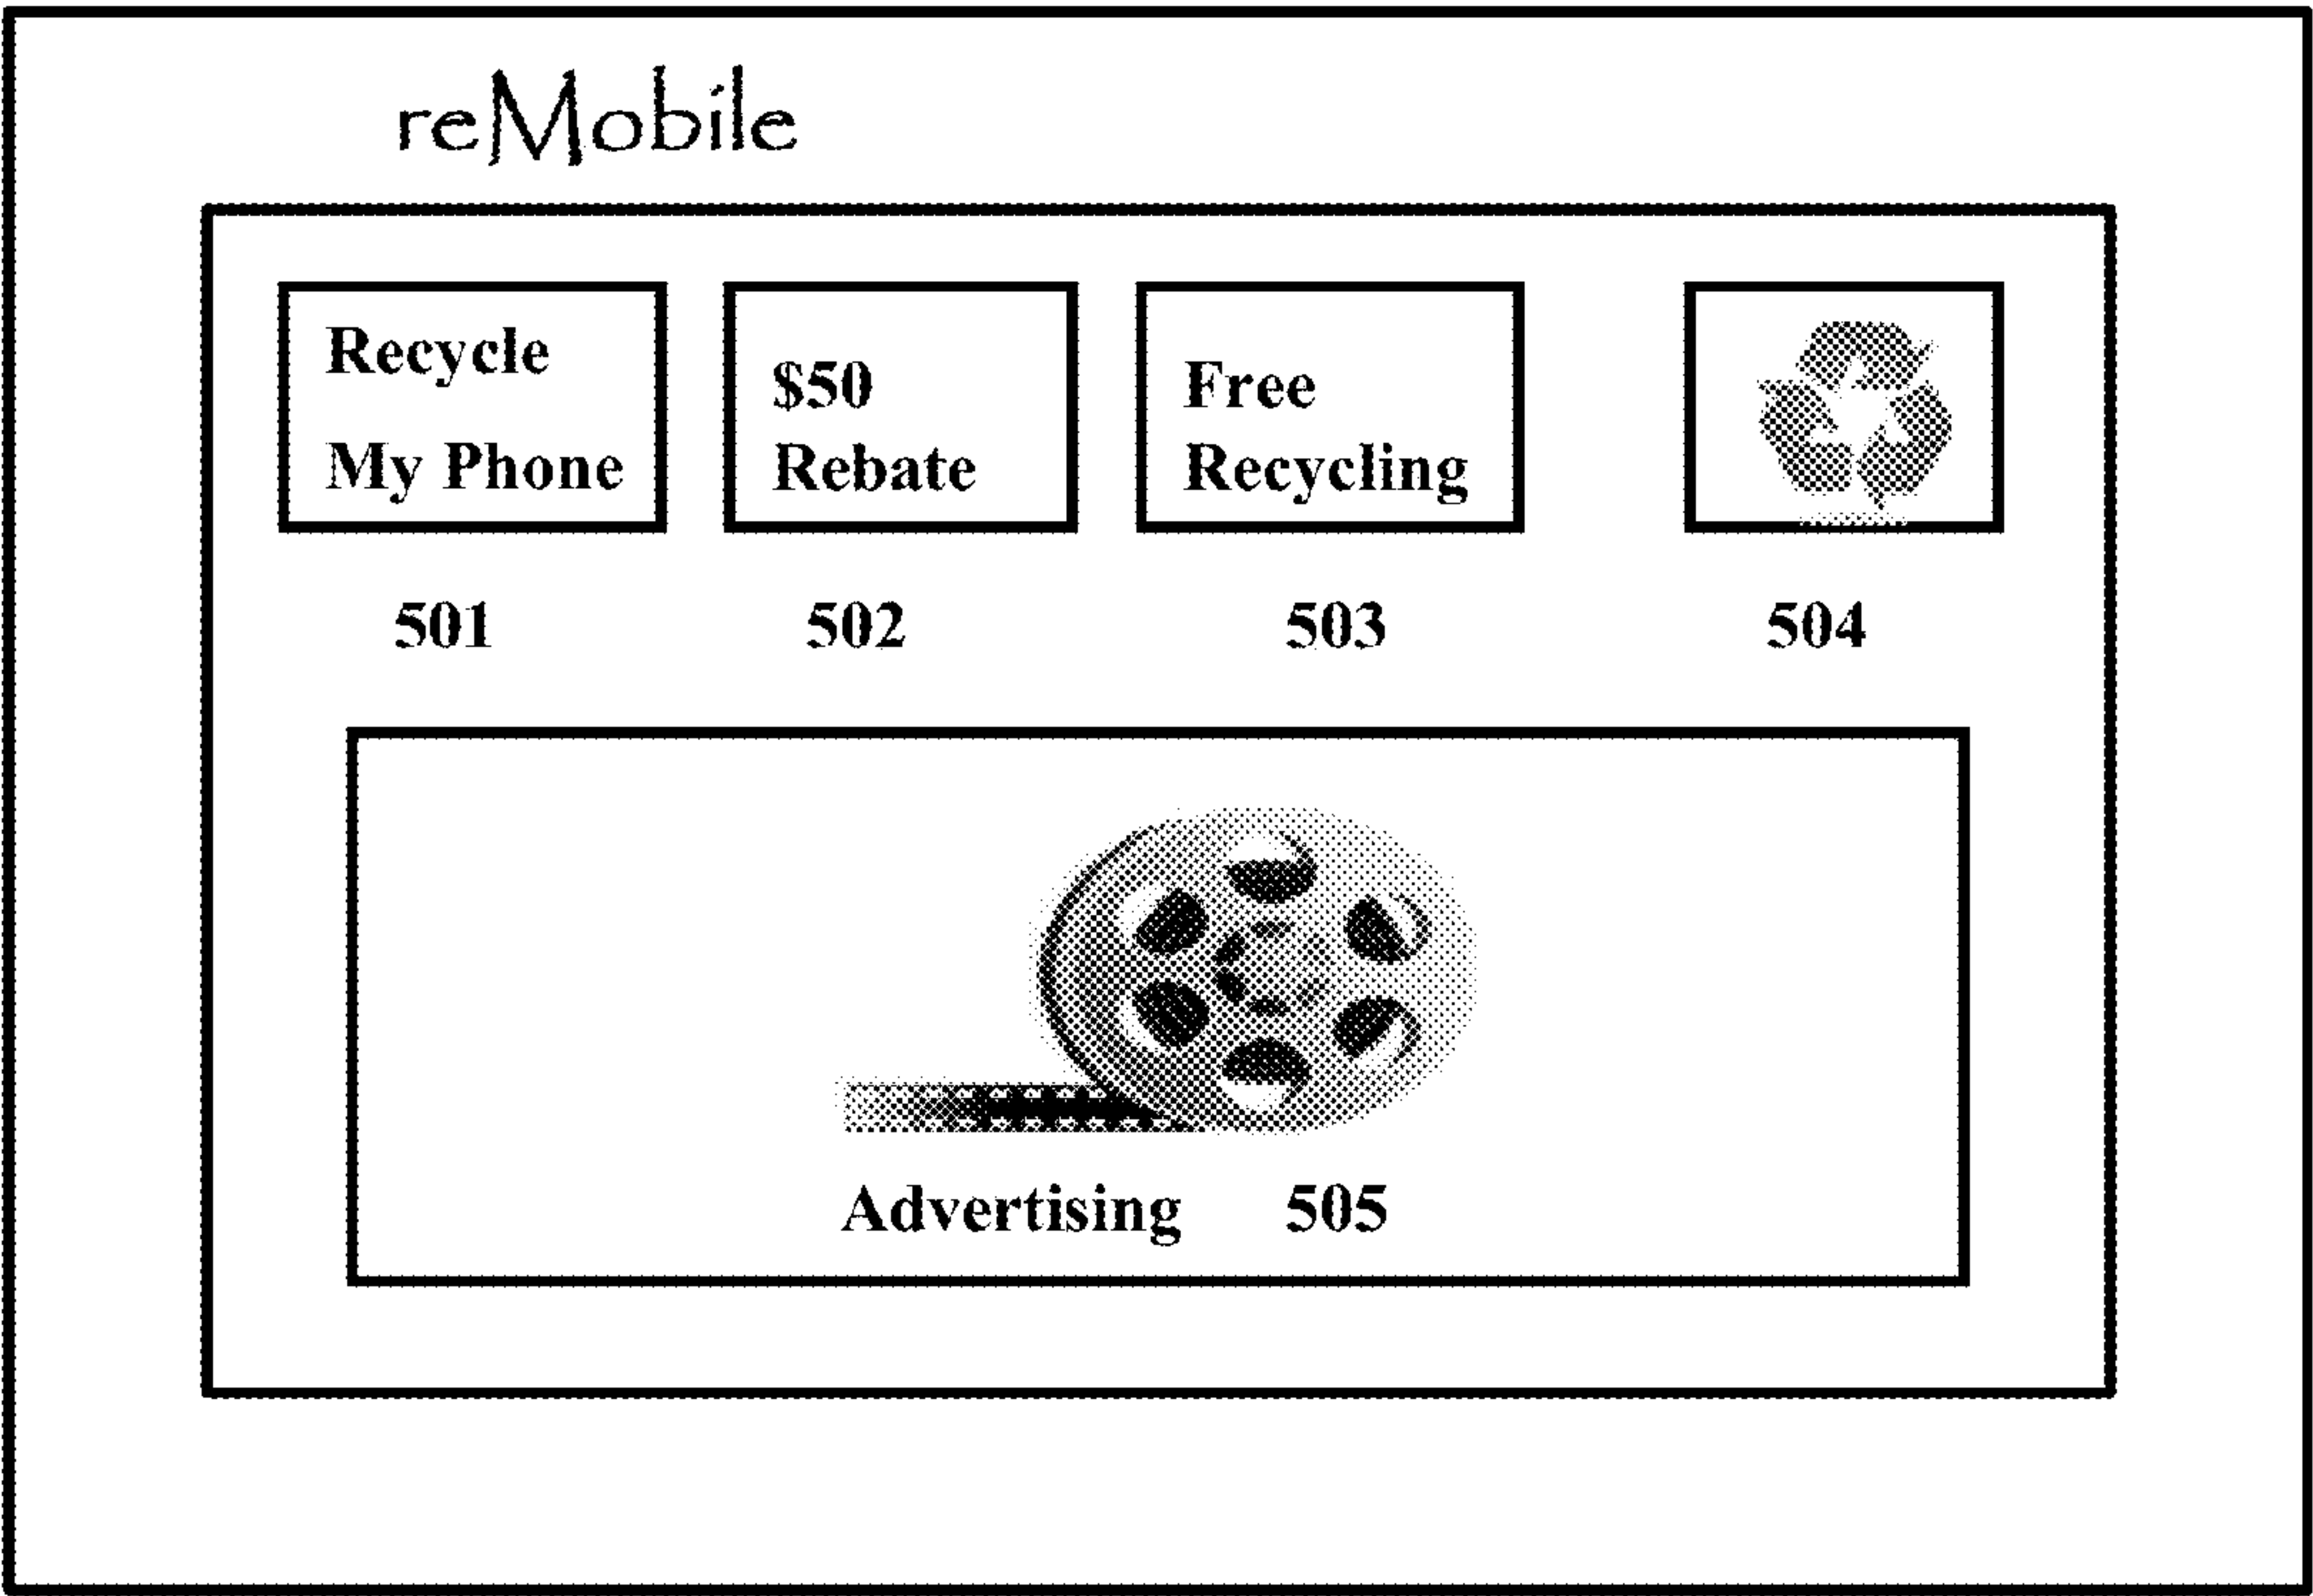 reMobile
Recycle
My Phone
$50
Rebate
Free
Recycling
501
502
503
504
Advertising 505